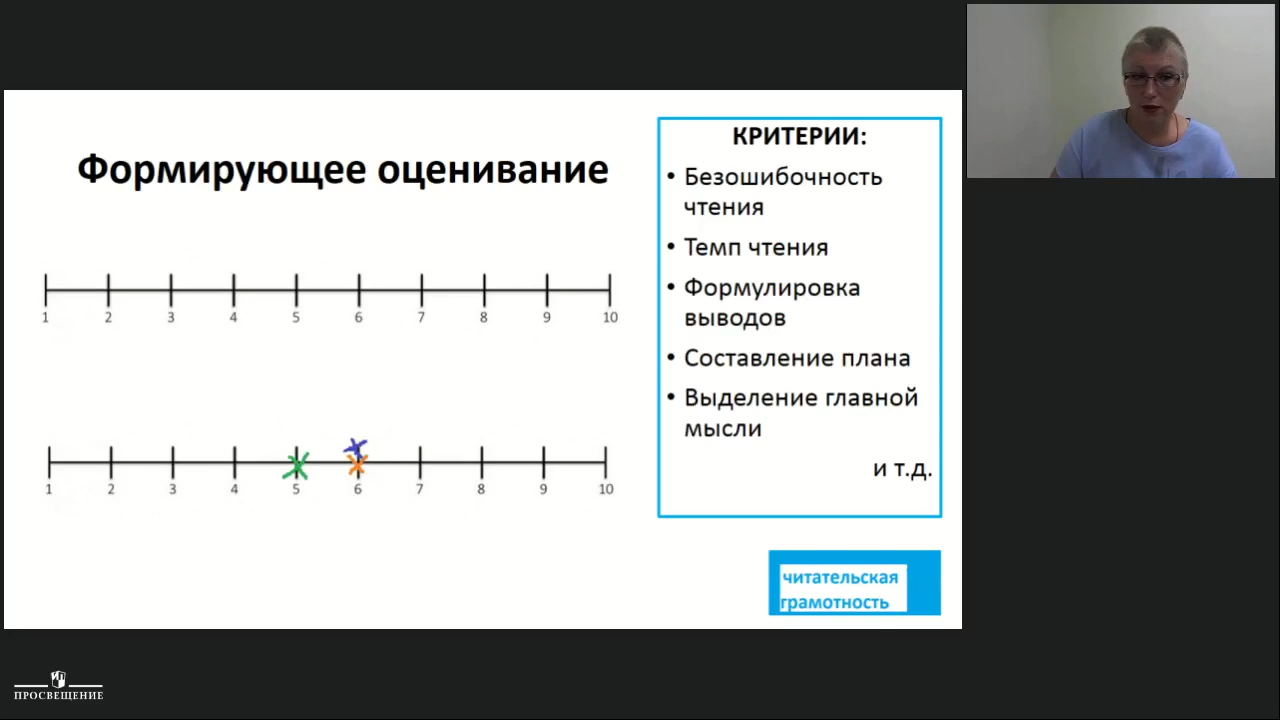 Формирующее оценивание
1 2 3 4 5 6 7 8 9 10
1 2 3 4 5 6 7 8 9 10
КРИТЕРИИ:
• Безошибочность
чтения
• Темп чтения
• Формулировка
выводов
• Составление плана
• Выделение главной
мысли
и т.д.
читательская
грамотность
ПРОСВЕЩЕНИЕ